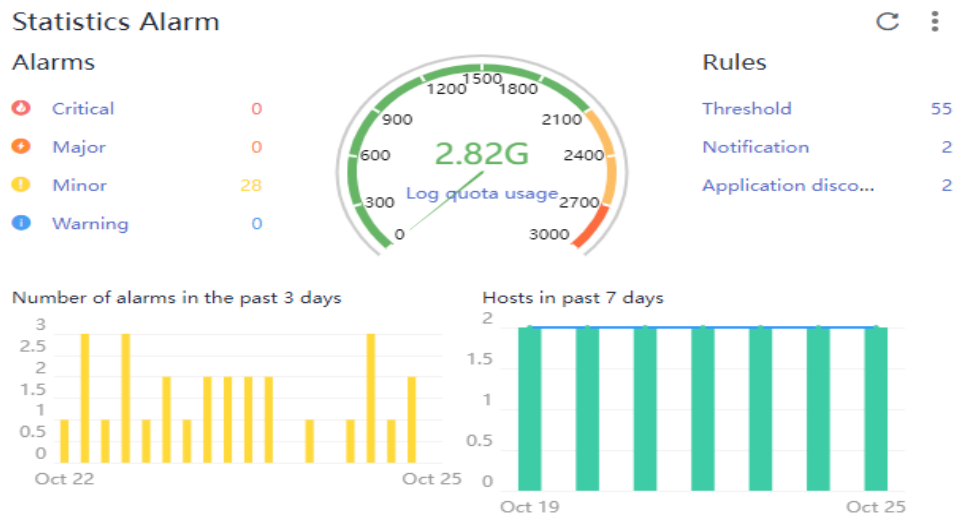 Statistics Alarm
Alarms
Critical 0
Major 0
Minor 28
Warning 0
0
300
600
900
1200
1500
1800
2100
2400
2700
3000
2.82G
Log quota usage
Rules
Threshold 55
Notification 2
Application disco... 2
Number of alarms in the past 3 days
3
2.5
2
1.5
1
0.5
0
Oct 22 Oct 25
Hosts in past 7 days
2
1.5
1
0.5
0
Oct 19 Oct 25